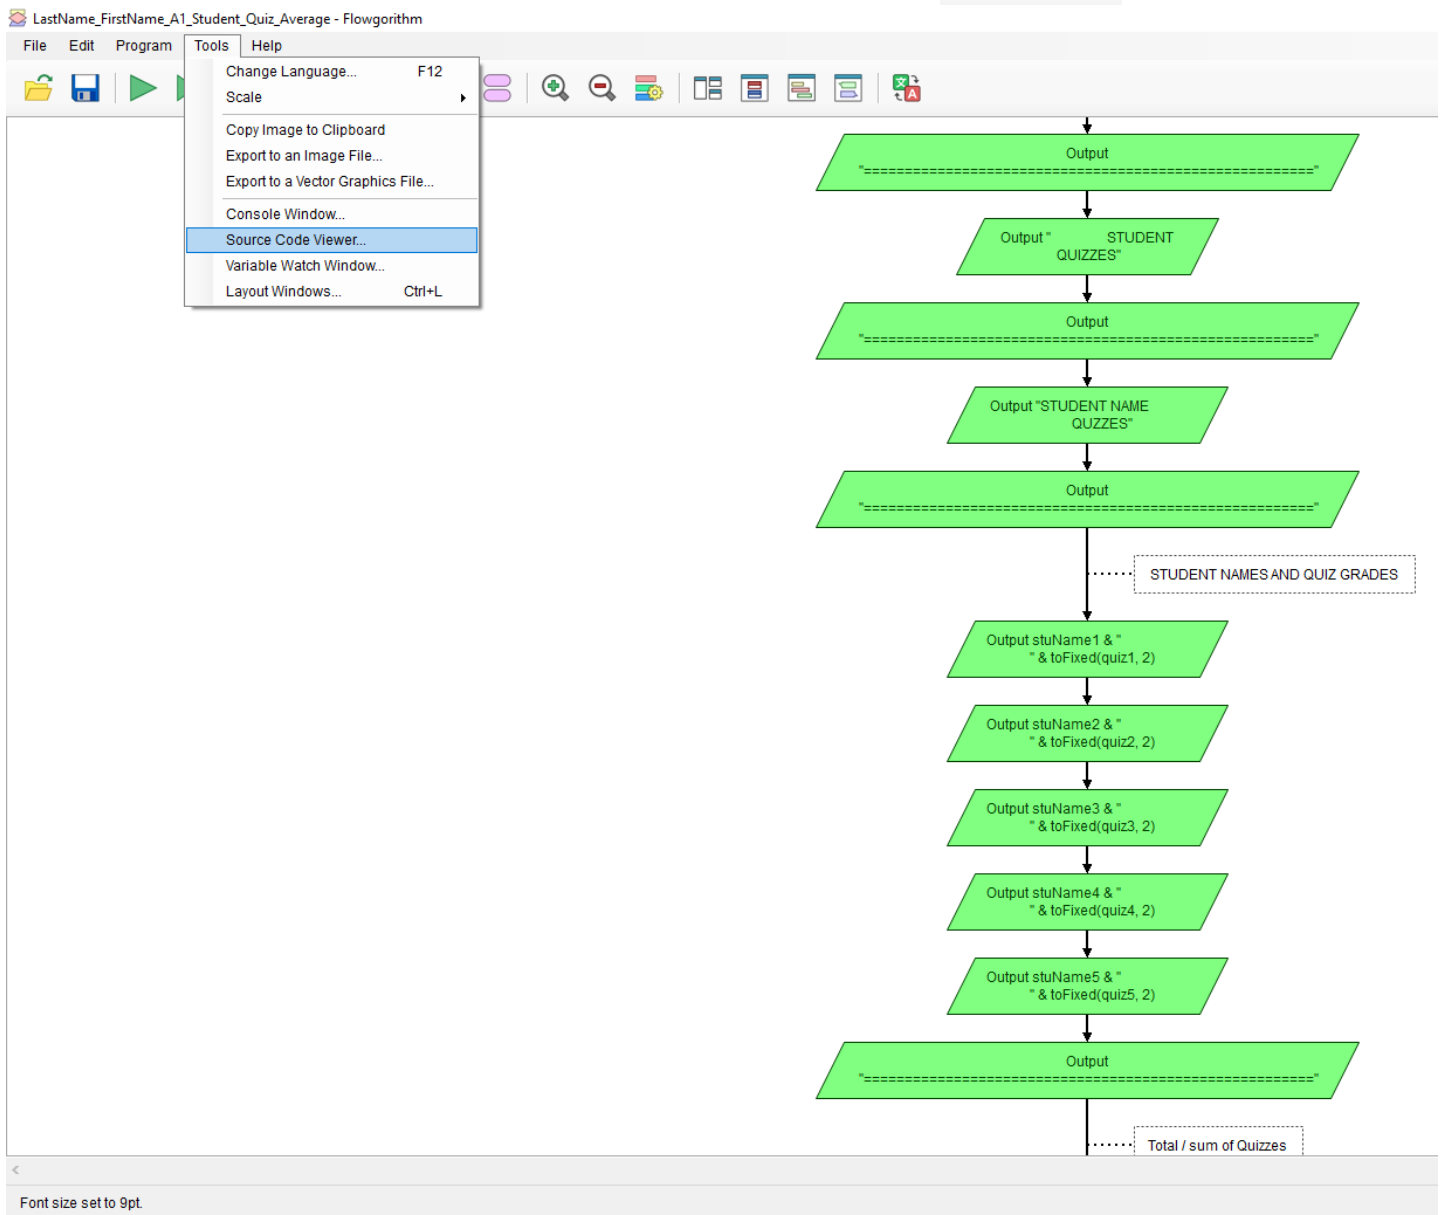 LastName_FirstName_A1_Student_Quiz_Average - Flowgorithm
File Edit Program Tools Help
Change Language... F12
Scale
Copy Image to Clipboard
Export to an Image File...
Export to a Vector Graphics File...
Console Window...
Source Code Viewer...
Variable Watch Window...
Layout Windows... Ctrl+L
Output
"=================================================="
Output " STUDENT
QUIZZES"
Output
"=================================================="
Output "STUDENT NAME
QUZZES"
Output
"=================================================="
STUDENT NAMES AND QUIZ GRADES
Output stuName1 & "
" & toFixed(quiz1, 2)
Output stuName2 & "
" & toFixed(quiz2, 2)
Output stuName3 & "
" & toFixed(quiz3, 2)
Output stuName4 & "
" & toFixed(quiz4, 2)
Output stuName5 & "
" & toFixed(quiz5, 2)
Output
"=================================================="
Total / sum of Quizzes
Font size set to 9pt.